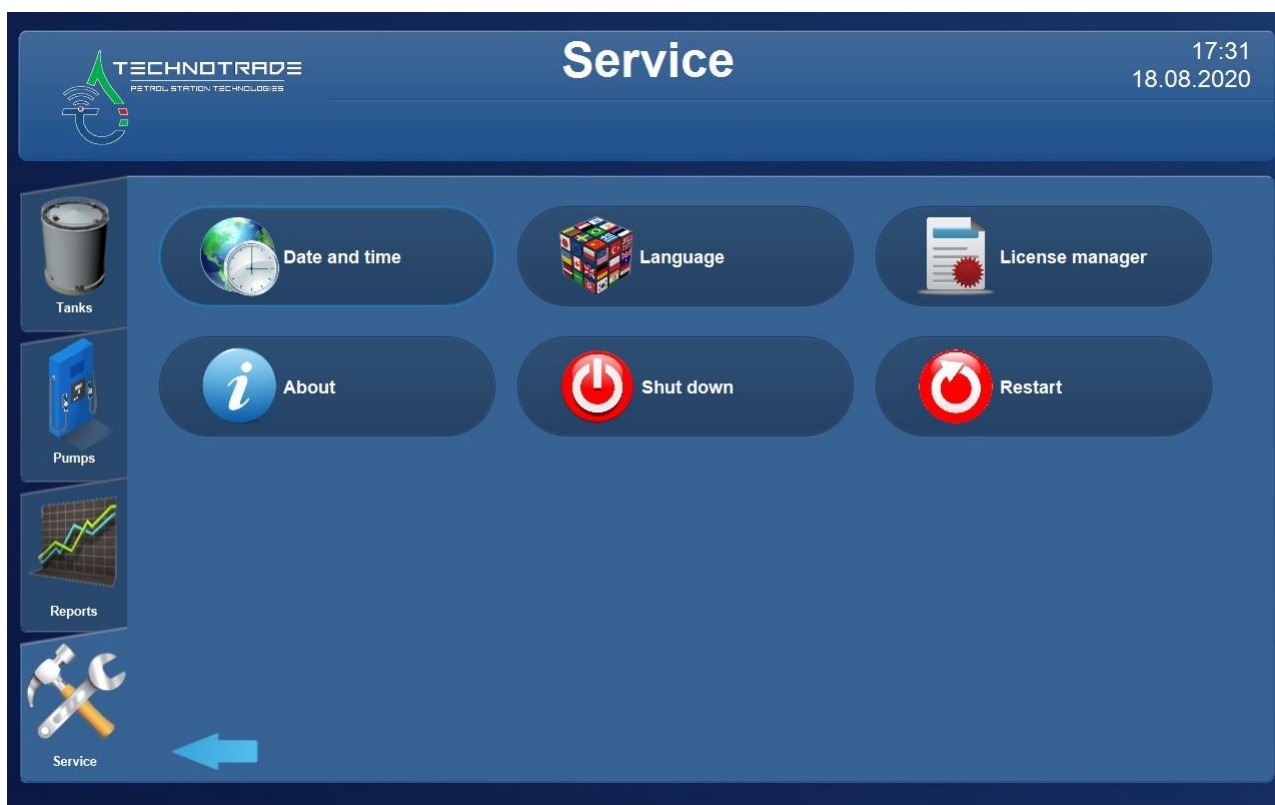 TECHNOTRADE
PETROL STATION TECHNOLOGIES
Service
17:31
18.08.2020
Tanks
Pumps
Reports
Service
Date and time
Language
License manager
About
Shut down
Restart